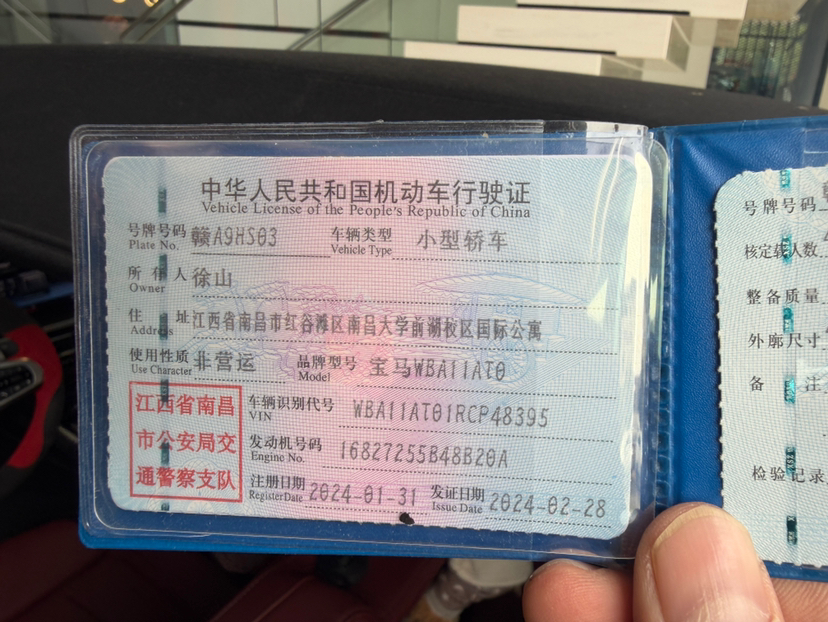 中华人民共和国机动车行驶证
Vehicle License of the People's Republic of China
号牌号码 赣A9HS03 车辆类型 小型轿车
Plate No. Vehicle Type
所有人 徐山
Owner
住址 江西省南昌市红谷滩区南昌大学前湖校区国际公寓
Address
使用性质 非营运 品牌型号 宝马WBA11AT0
Use Character Model
江西省南昌
市公安局交
通警察支队
车辆识别代号 WBA11AT01RCP48395
VIN
发动机号码 16827255B48B20A
Engine No.
注册日期 2024-01-31 发证日期 2024-02-28
Register Date Issue Date
号牌号码
核定载人数
整备质量
外廓尺寸
备注
检验记录